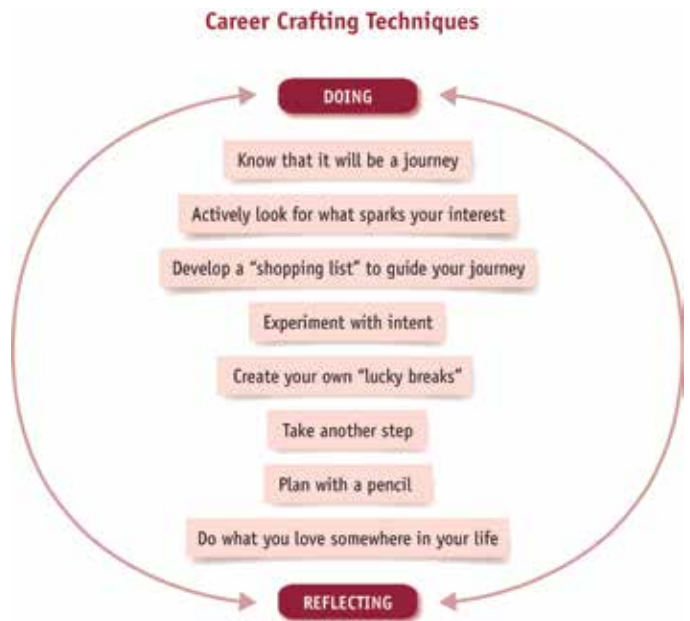 Career Crafting Techniques
DOING
Know that it will be a journey
Actively look for what sparks your interest
Develop a “shopping list” to guide your journey
Experiment with intent
Create your own “lucky breaks”
Take another step
Plan with a pencil
Do what you love somewhere in your life
REFLECTING